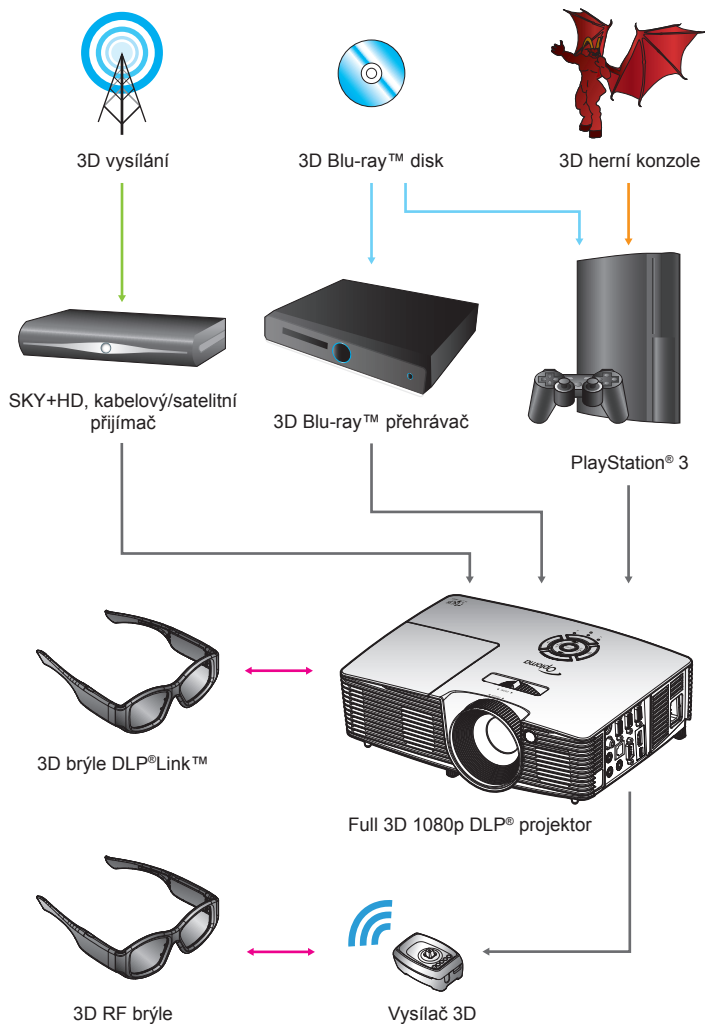 3D vysílání
3D Blu-ray™ disk
3D herní konzole
SKY+HD, kabelový/satelitní
přijímač
3D Blu-ray™ přehrávač
PlayStation® 3
Optoma
3D brýle DLP®Link™
Full 3D 1080p DLP® projektor
3D RF brýle
Vysílač 3D